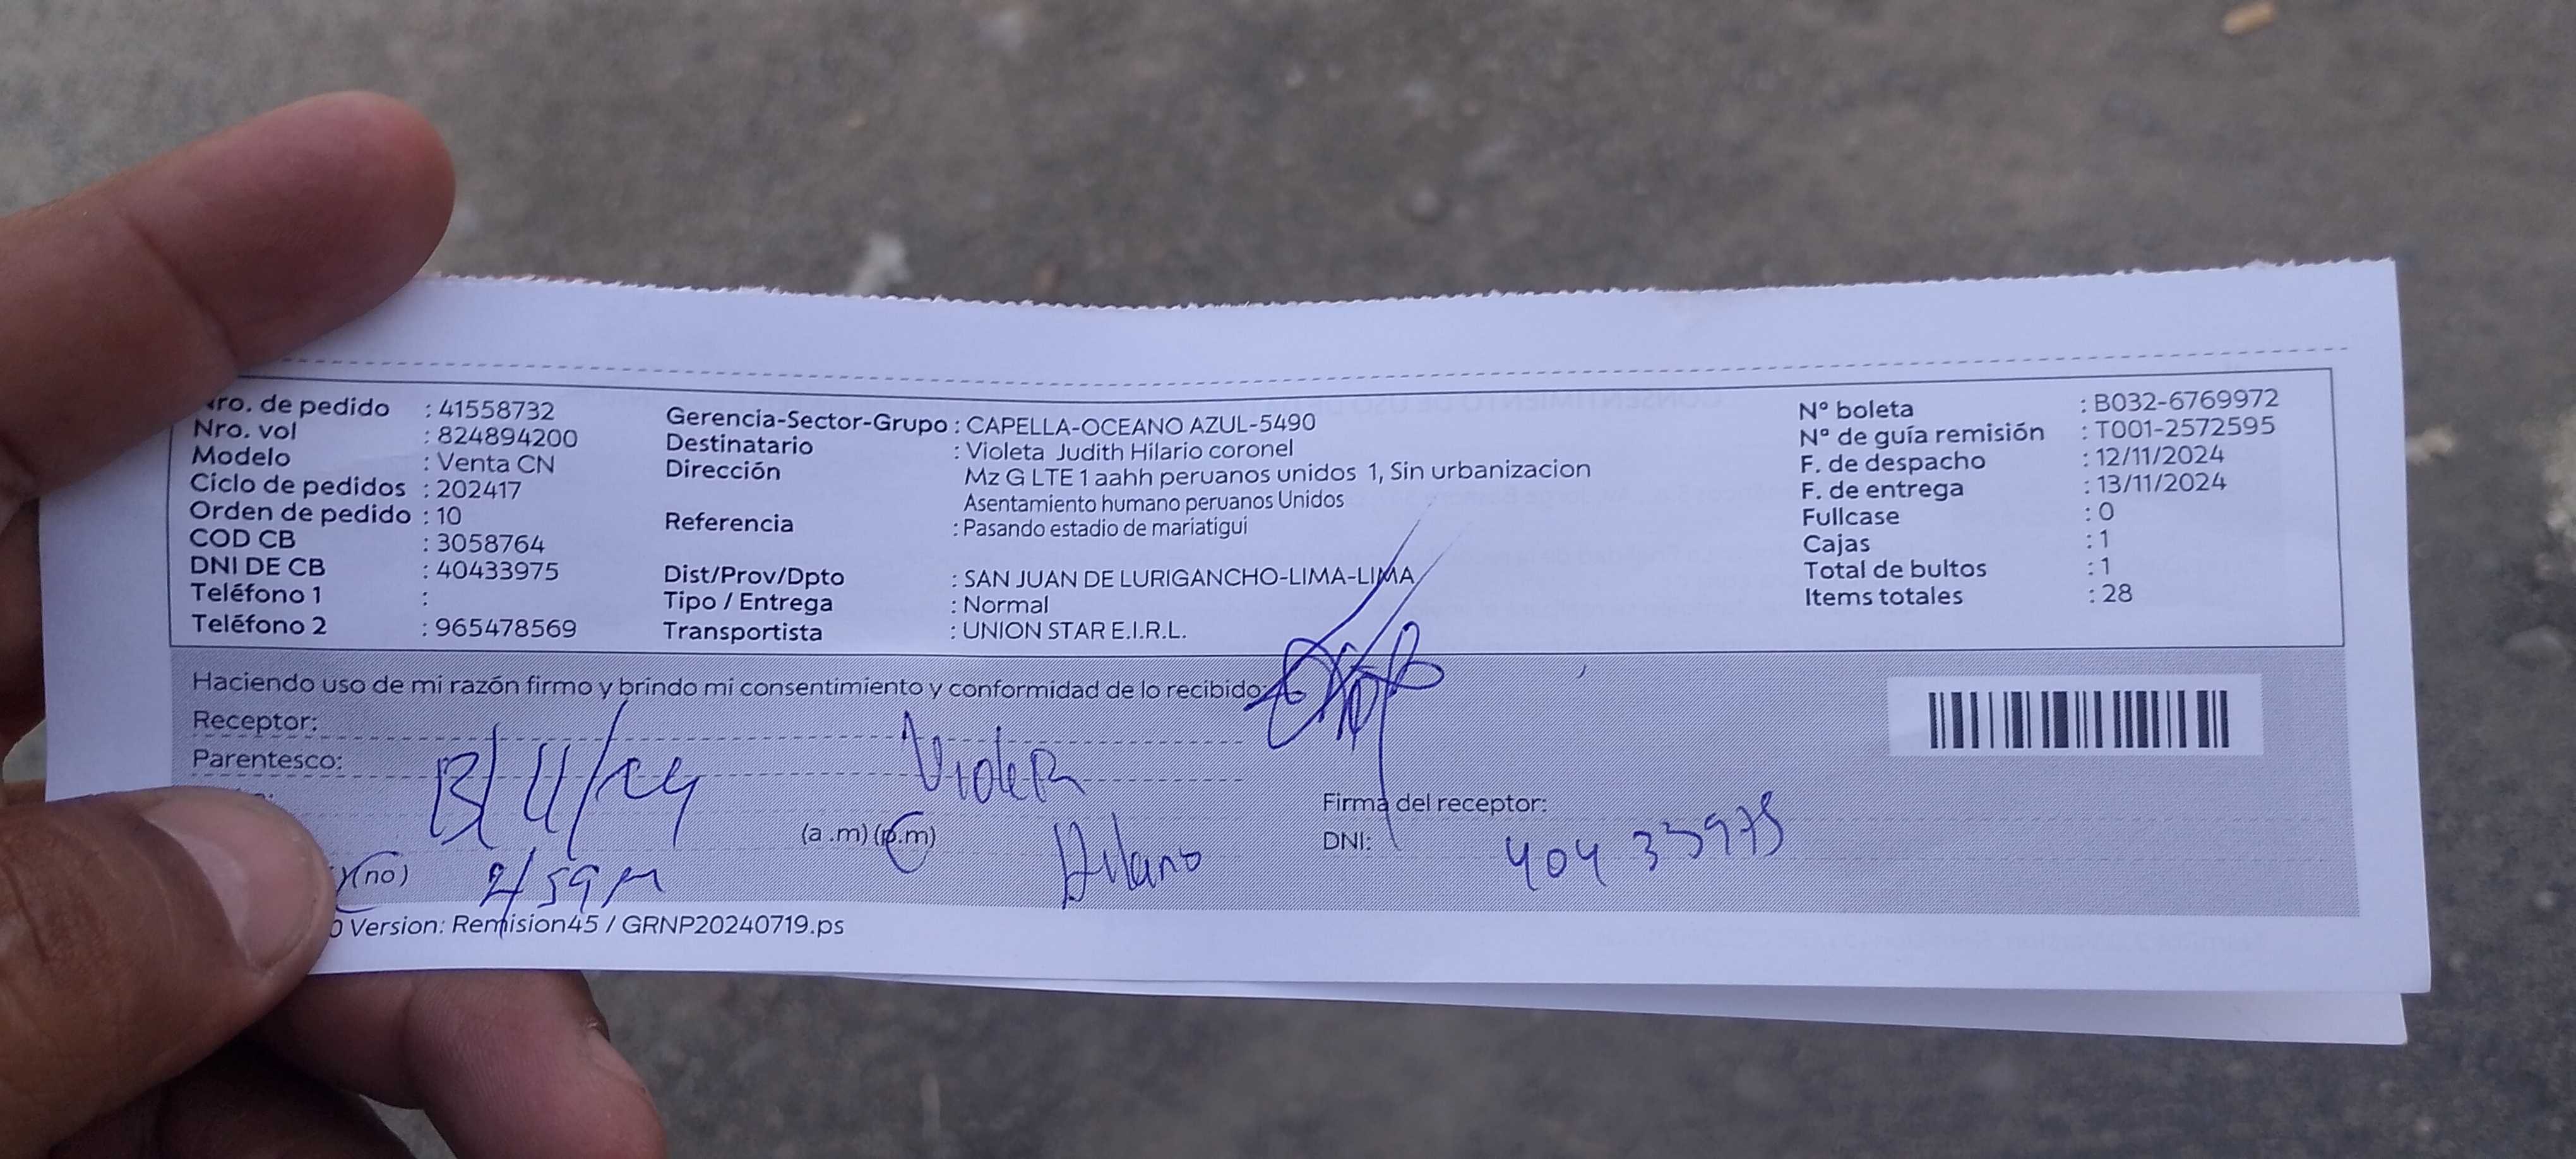 Nro. de pedido : 41558732
Nro. vol : 824894200
Modelo : Venta CN
Ciclo de pedidos : 202417
Orden de pedido : 10
COD CB : 3058764
DNI DE CB : 40433975
Teléfono 1 :
Teléfono 2 : 965478569
Gerencia-Sector-Grupo : CAPELLA-OCEANO AZUL-5490
Destinatario : Violeta Judith Hilario coronel
Dirección Mz G LTE 1 aahh peruanos unidos 1, Sin urbanizacion
Asentamiento humano peruanos Unidos
Referencia : Pasando estadio de mariatigui
Dist/Prov/Dpto : SAN JUAN DE LURIGANCHO-LIMA-LIMA
Tipo / Entrega : Normal
Transportista : UNION STAR E.I.R.L.
N° boleta : B032-6769972
N° de guía remisión : T001-2572595
F. de despacho : 12/11/2024
F. de entrega : 13/11/2024
Fullcase : 0
Cajas : 1
Total de bultos : 1
Items totales : 28
Haciendo uso de mi razón firmo y brindo mi consentimiento y conformidad de lo recibido:
Receptor:
Parentesco:
13/11/24
Violeta
(a .m) (p.m)
Hilario
(no)
Firma del receptor:
DNI: 40433975
Version: Remision45 / GRNP20240719.ps